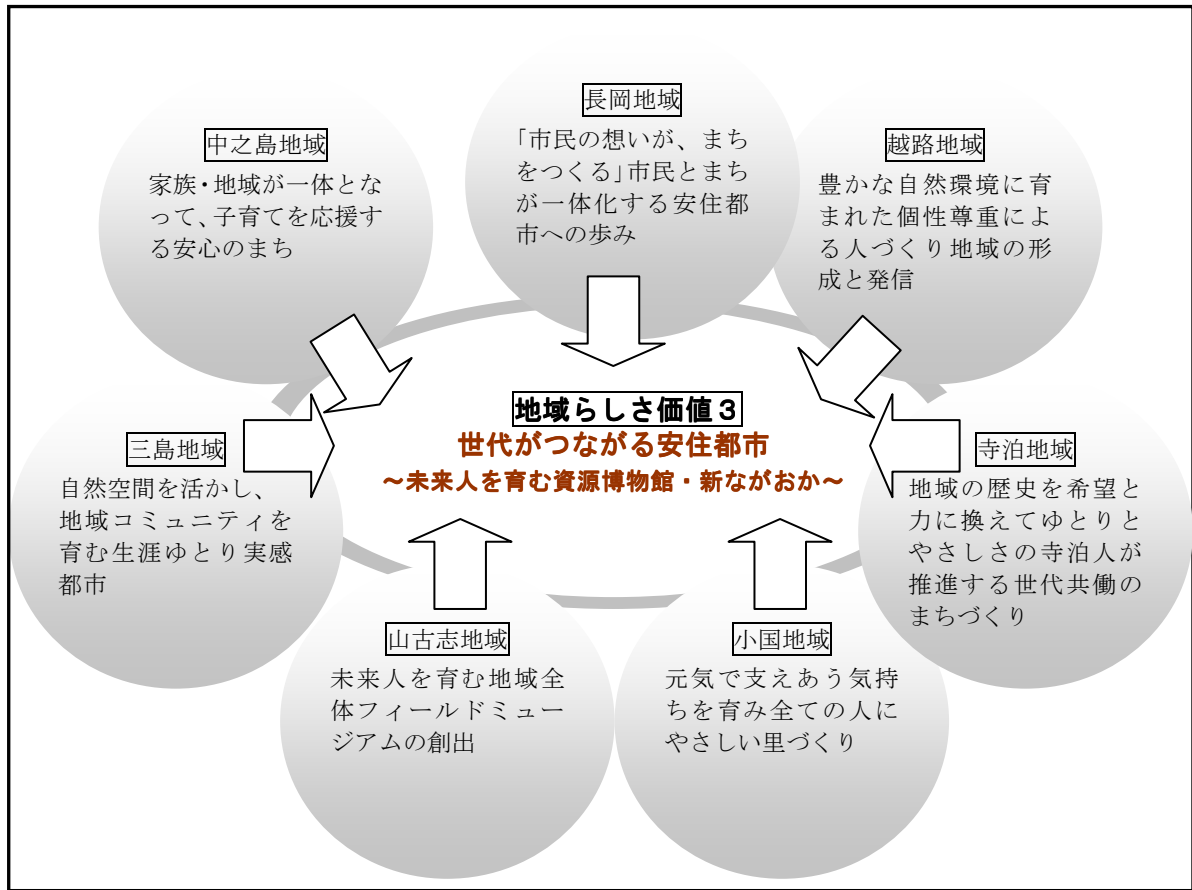 長岡地域
「市民の想いが、まち
をつくる」市民とまち
が一体化する安住都
市への歩み
中之島地域
家族・地域が一体とな
って、子育てを応援す
る安心のまち
越路地域
豊かな自然環境に育
まれた個性尊重によ
る人づくり地域の形
成と発信
地域らしさ価値３
世代がつながる安住都市
～未来人を育む資源博物館・新ながおか～
三島地域
自然空間を活かし、
地域コミュニティを
育む生涯ゆとり実感
都市
寺泊地域
地域の歴史を希望と
力に換えてゆとりと
やさしさの寺泊人が
推進する世代共働の
まちづくり
山古志地域
未来人を育む地域全
体フィールドミュー
ジアムの創出
小国地域
元気で支えあう気持
ちを育み全ての人に
やさしい里づくり